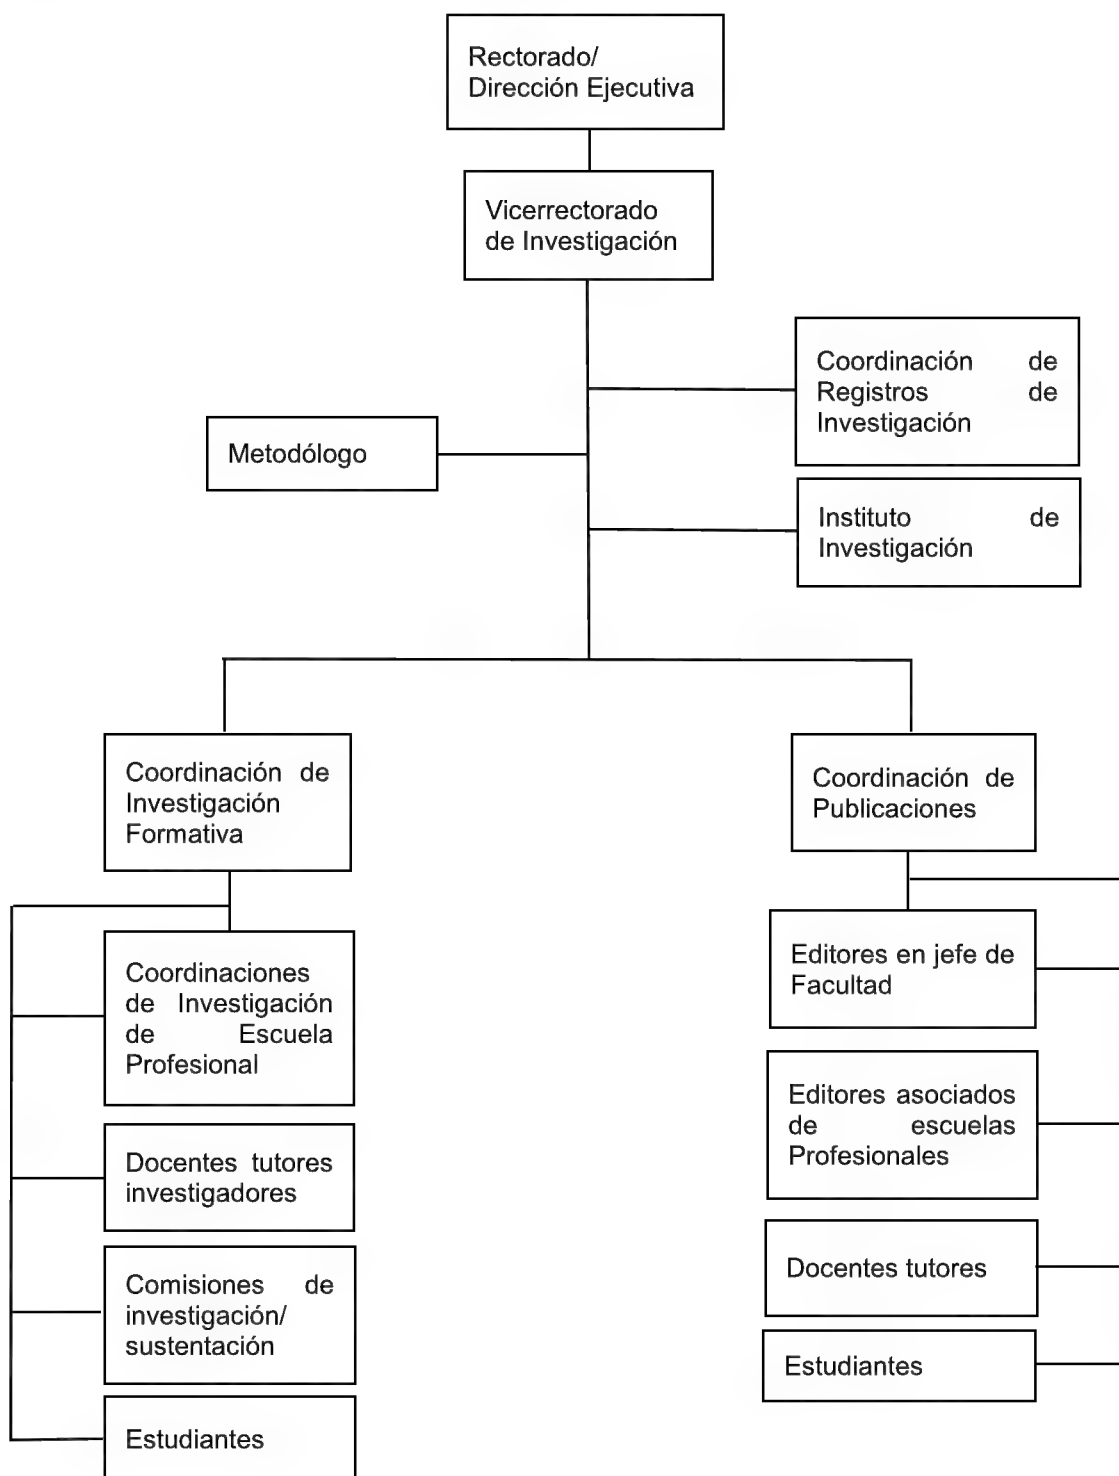 Rectorado/
Dirección Ejecutiva
Vicerrectorado
de Investigación
Coordinación de
Registros de
Investigación
Metodólogo
Instituto de
Investigación
Coordinación de
Investigación
Formativa
Coordinación de
Publicaciones
Coordinaciones
de Investigación
de Escuela
Profesional
Editores en jefe de
Facultad
Docentes tutores
investigadores
Editores asociados
de escuelas
Profesionales
Comisiones de
investigación/
sustentación
Docentes tutores
Estudiantes
Estudiantes